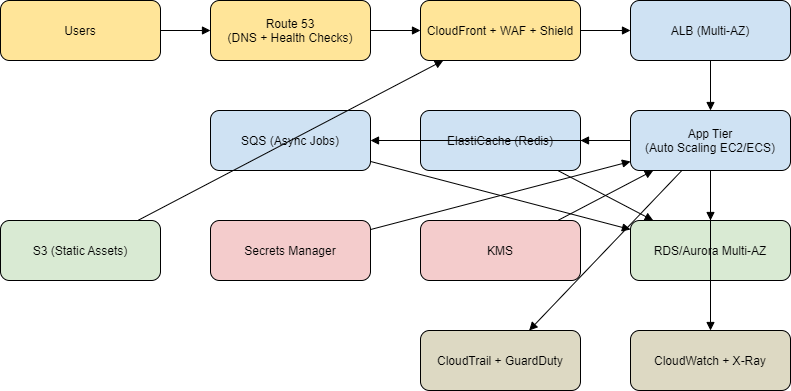 Users
Route 53
(DNS + Health Checks)
CloudFront + WAF + Shield
ALB (Multi-AZ)
SQS (Async Jobs)
ElastiCache (Redis)
App Tier
(Auto Scaling EC2/ECS)
S3 (Static Assets)
Secrets Manager
KMS
RDS/Aurora Multi-AZ
CloudTrail + GuardDuty
CloudWatch + X-Ray